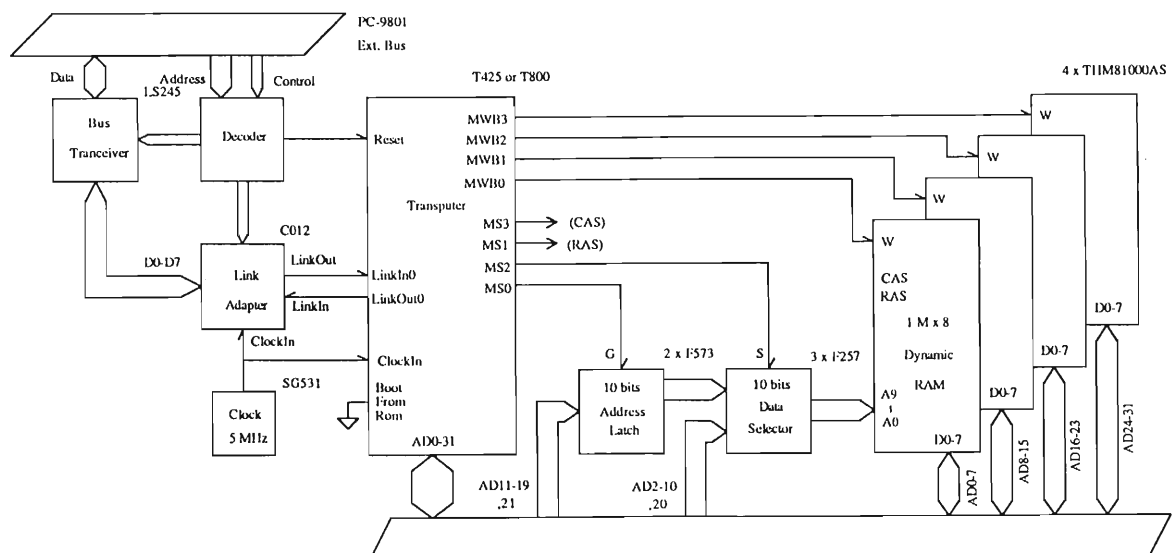 PC-9801
Ext. Bus
Data
Address
LS245
Control
T425 or T800
4 x THM81000AS
Bus
Tranceiver
Decoder
Reset
MWB3
MWB2
MWB1
MWB0
W
W
W
W
Transputer
MS3
(CAS)
MS1
(RAS)
MS2
MS0
C012
D0-D7
Link
Adapter
LinkOut
LinkIn
LinkIn0
LinkOut0
ClockIn
ClockIn
SG531
Clock
5 MHz
Boot
From
Rom
AD0-31
G
2 x F573
S
3 x F257
10 bits
Address
Latch
10 bits
Data
Selector
AD11-19
,21
AD2-10
,20
CAS
RAS
1 M x 8
Dynamic
RAM
A9
A0
D0-7
D0-7
D0-7
D0-7
AD0-7
AD8-15
AD16-23
AD24-31